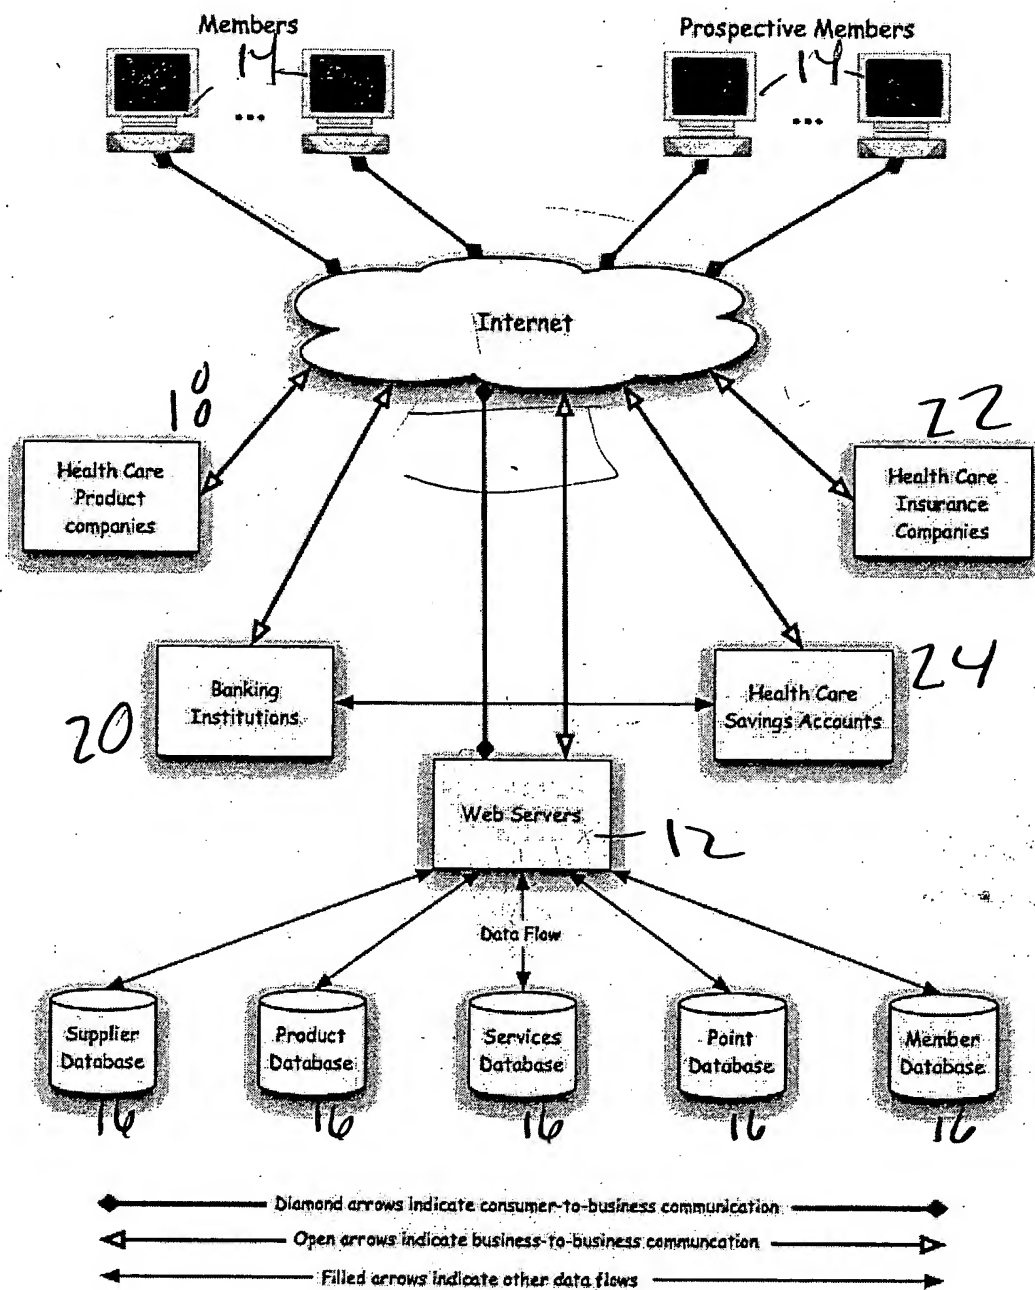 Members
Prospective Members
14
14
...
...
Internet
18
22
Health Care
Product
companies
Health Care
Insurance
Companies
20
Banking
Institutions
Health Care
Savings Accounts
24
Web Servers
12
Data Flow
Supplier
Database
Product
Database
Services
Database
Point
Database
Member
Database
16
16
16
16
16
Diamond arrows indicate consumer-to-business communication
Open arrows indicate business-to-business communcation
Filled arrows indicate other data flows